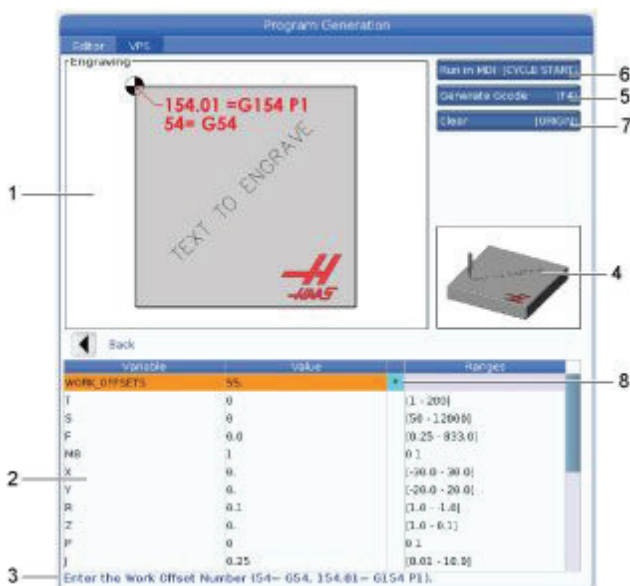 Program Generation
Editor VPS
Engraving
154.01 =G154 P1
54= G54
TEXT TO ENGRAVE
HAAS
Run in MDI [CYCLE START]
6
Generate Gcode [F4]
5
Clear [ORIGIN]
7
1
4
Back
Variable Value Ranges
WORK_OFFSETS 55. *
8
T 0 [1 - 200]
S 0 [50 - 12000]
F 0.0 [0.25 - 833.0]
M8 1 0 1
X 0. [-30.0 - 30.0]
2
Y 0. [-20.0 - 20.0]
R 0.1 [1.0 - -1.0]
Z 0. [1.0 - 0.1]
P 0 0 1
J 0.25 [0.01 - 10.0]
3
Enter the Work Offset Number (54= G54, 154.01= G154 P1).